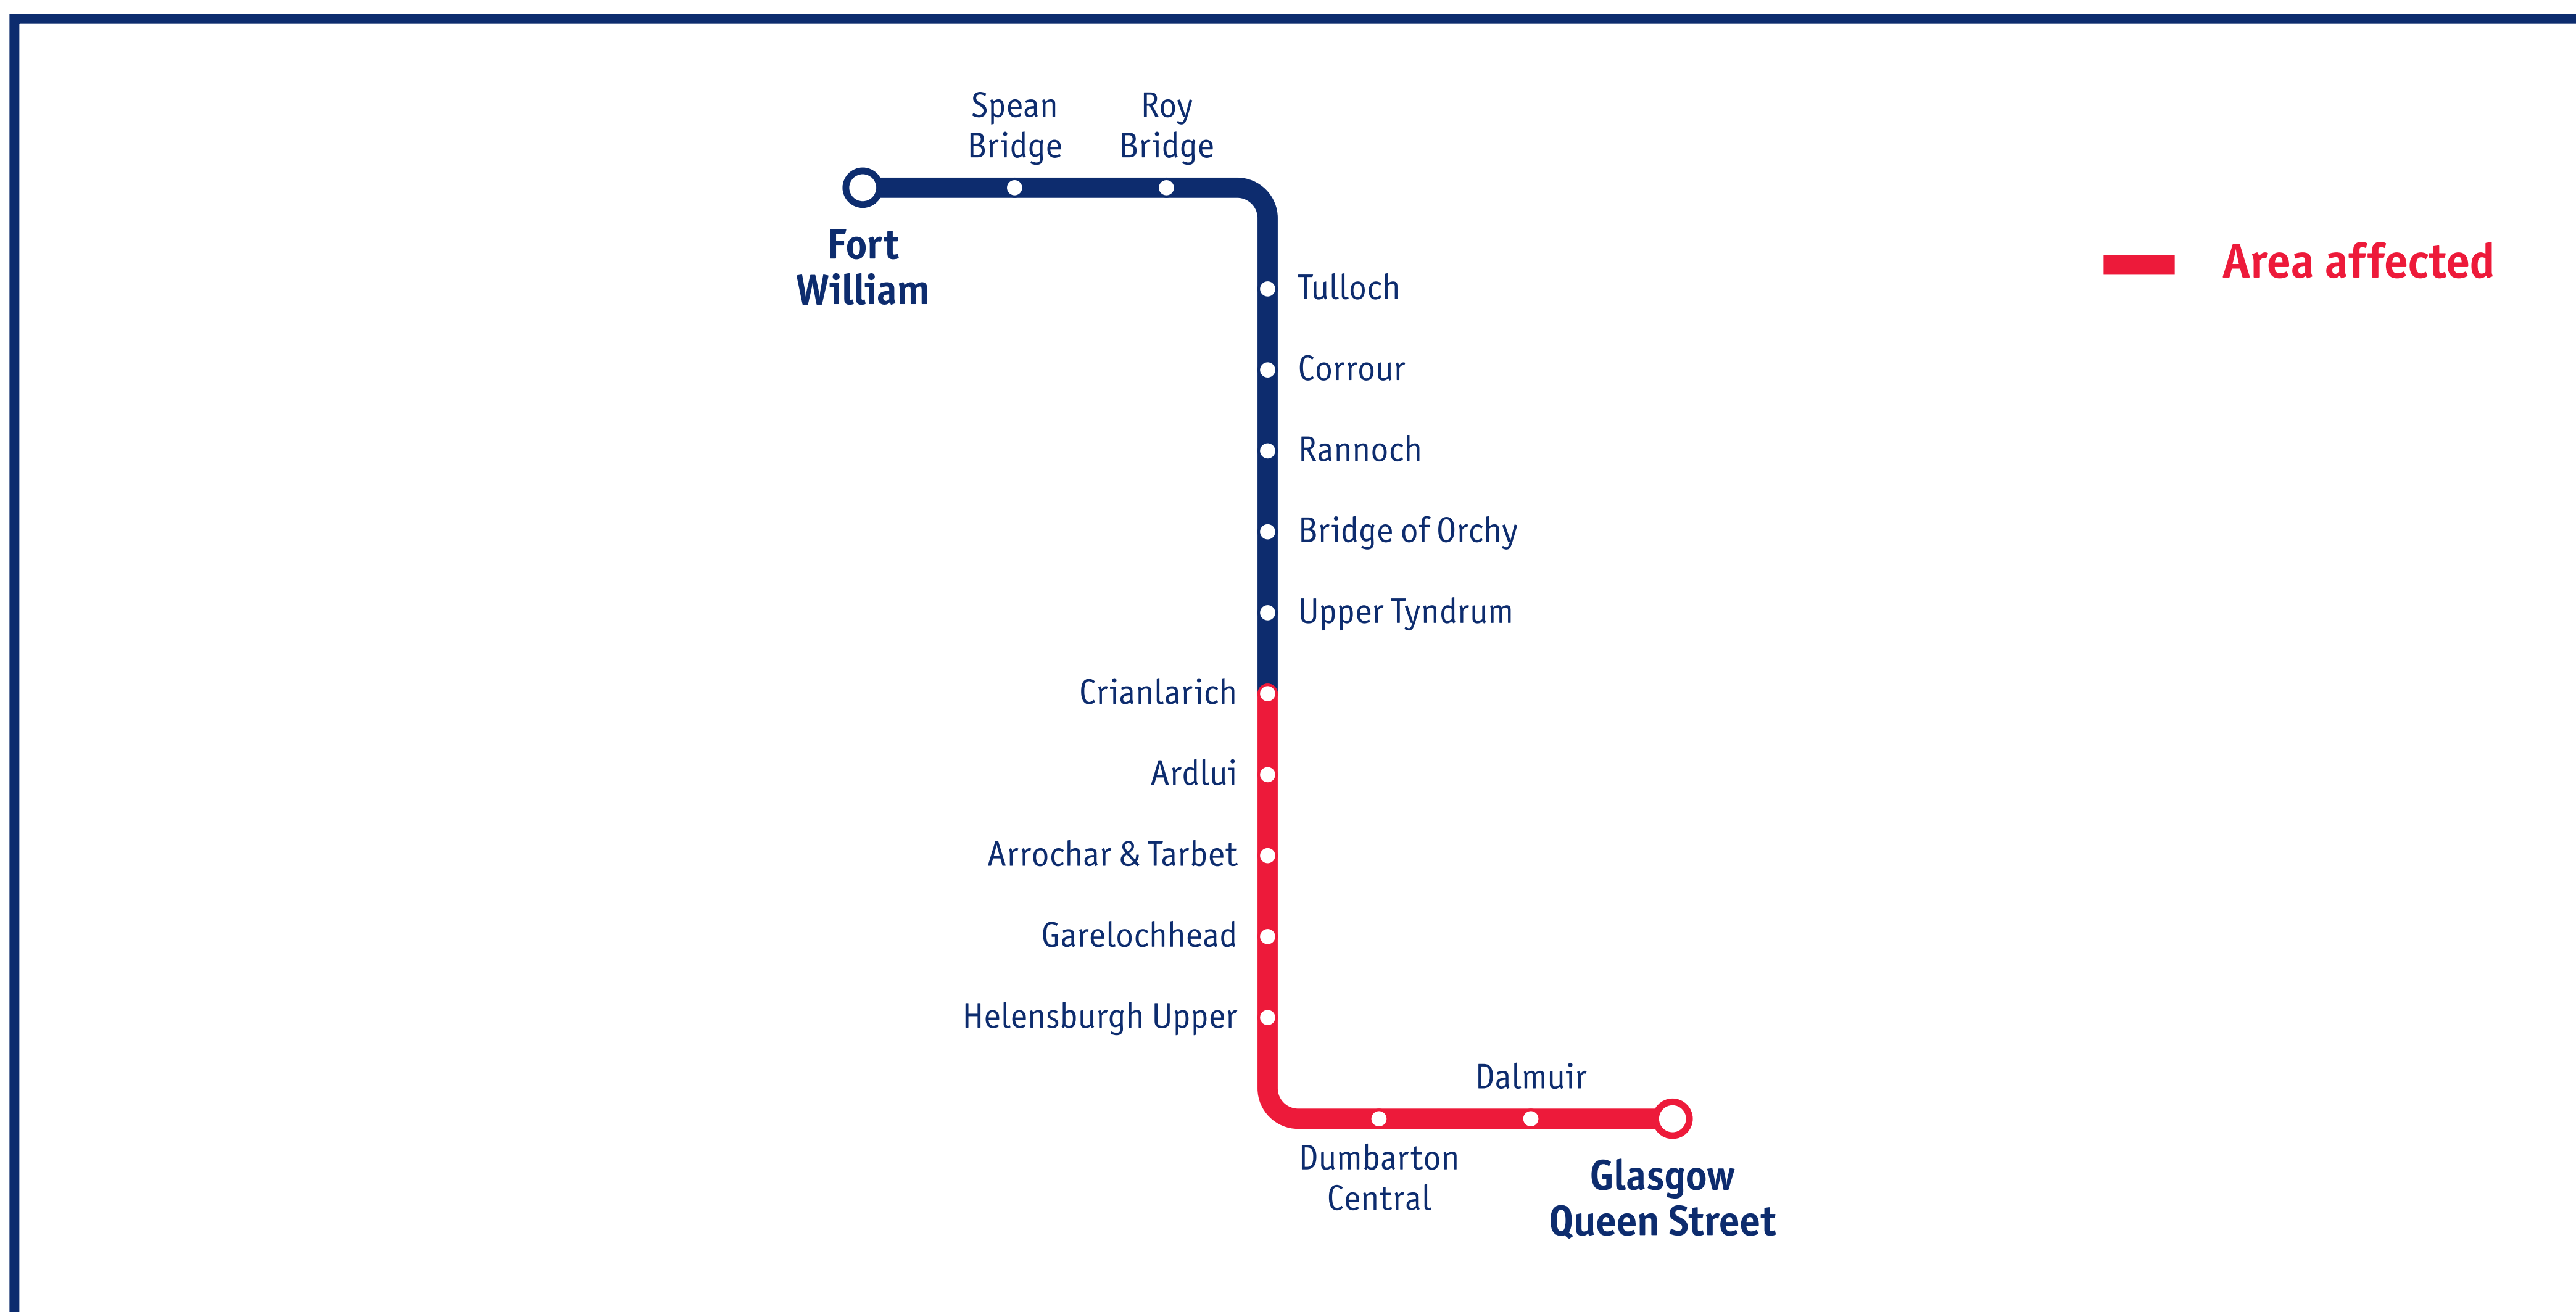 Spean
Bridge
Roy
Bridge
Fort
William
Area affected
Tulloch
Corrour
Rannoch
Bridge of Orchy
Upper Tyndrum
Crianlarich
Ardlui
Arrochar & Tarbet
Garelochhead
Helensburgh Upper
Dalmuir
Dumbarton
Central
Glasgow
Queen Street